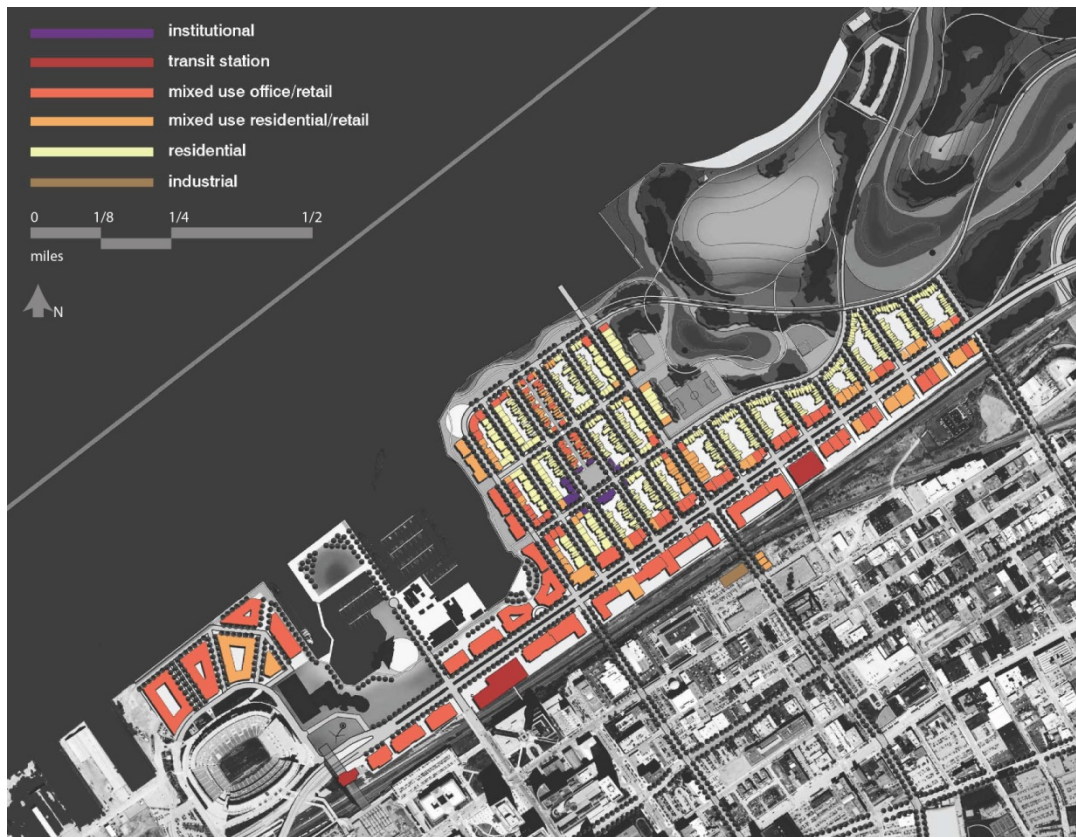 institutional
transit station
mixed use office/retail
mixed use residential/retail
residential
industrial
0 1/8 1/4 1/2
miles
N